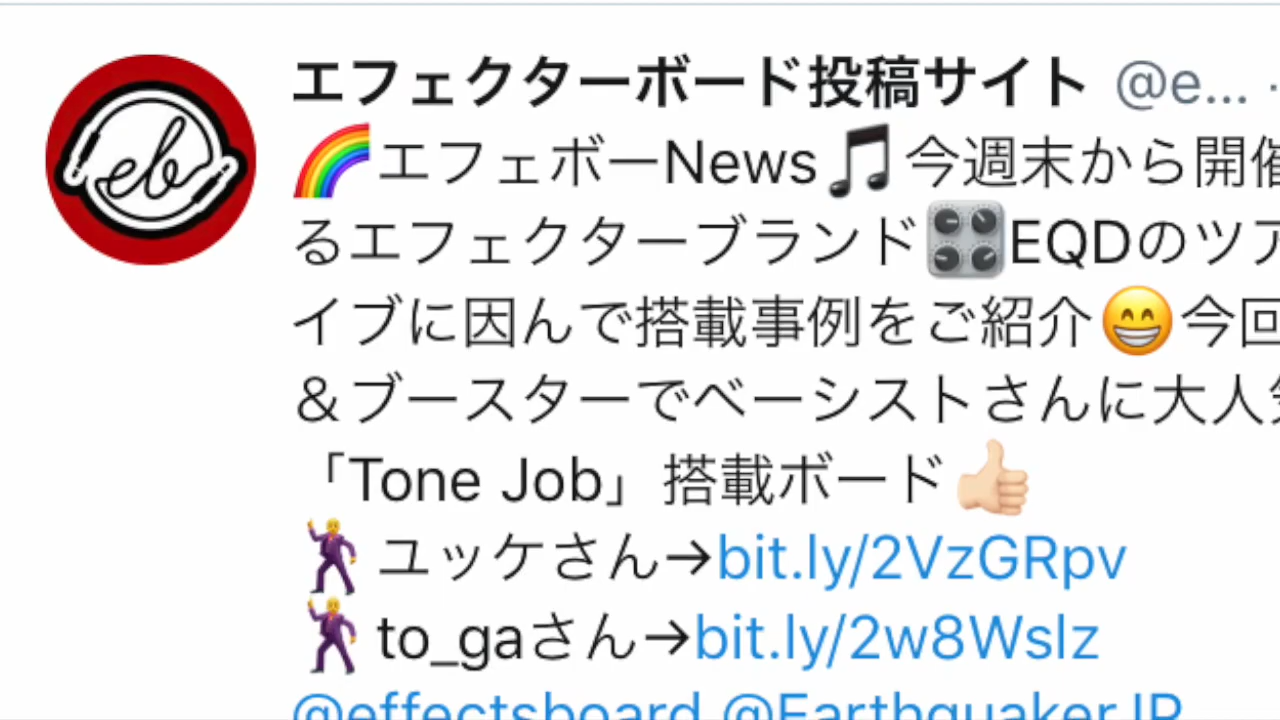 eb
エフェクターボード投稿サイト @e... ·
🌈エフェボーNews🎵今週末から開催
るエフェクターブランド🎛EQDのツア
イブに因んで搭載事例をご紹介😁今回
＆ブースターでベーシストさんに大人気
「Tone Job」搭載ボード👍🏻
🕺ユッケさん→bit.ly/2VzGRpv
🕺to_gaさん→bit.ly/2w8Wslz
@effectsboard @EarthquakerJP